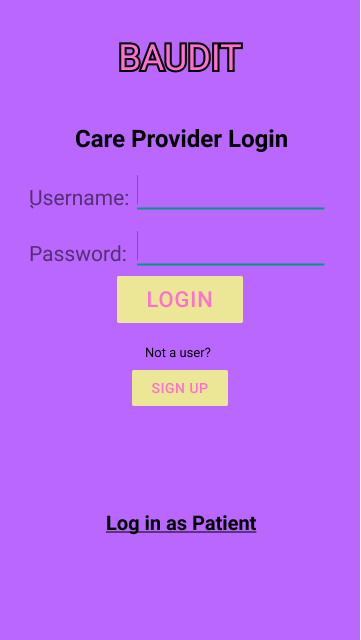 BAUDIT
Care Provider Login
Username:
Password:
LOGIN
Not a user?
SIGN UP
Log in as Patient